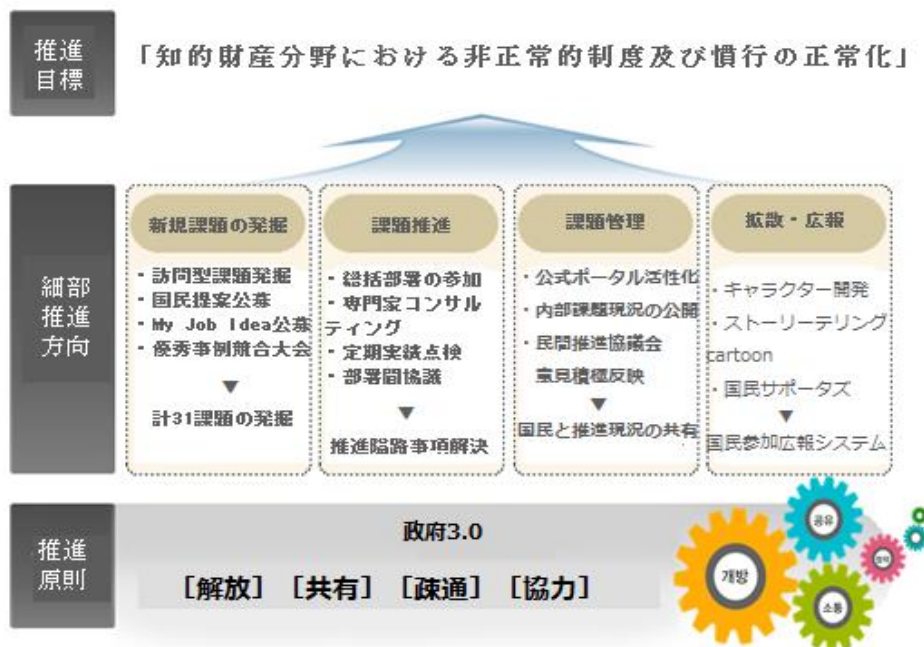 推進
目標
「知的財産分野における非正常的制度及び慣行の正常化」
細部
推進
方向
新規課題の発掘
・訪問型課題発掘
・国民提案公募
・My Job Idea公募
・優秀事例競合大会
▼
計31課題の発掘
課題推進
・総括部署の参加
・専門家コンサル
ティング
・定期実績点検
・部署間協議
▼
推進隘路事項解決
課題管理
・公式ポータル活性化
・内部課題現況の公開
・民間推進協議会
意見積極反映
▼
国民と推進現況の共有
拡散・広報
・キャラクター開発
・ストーリーテリング
cartoon
・国民サポータズ
▼
国民参加広報システム
推進
原則
政府3.0
[解放] [共有] [疎通] [協力]
개방
공유
소통
협력